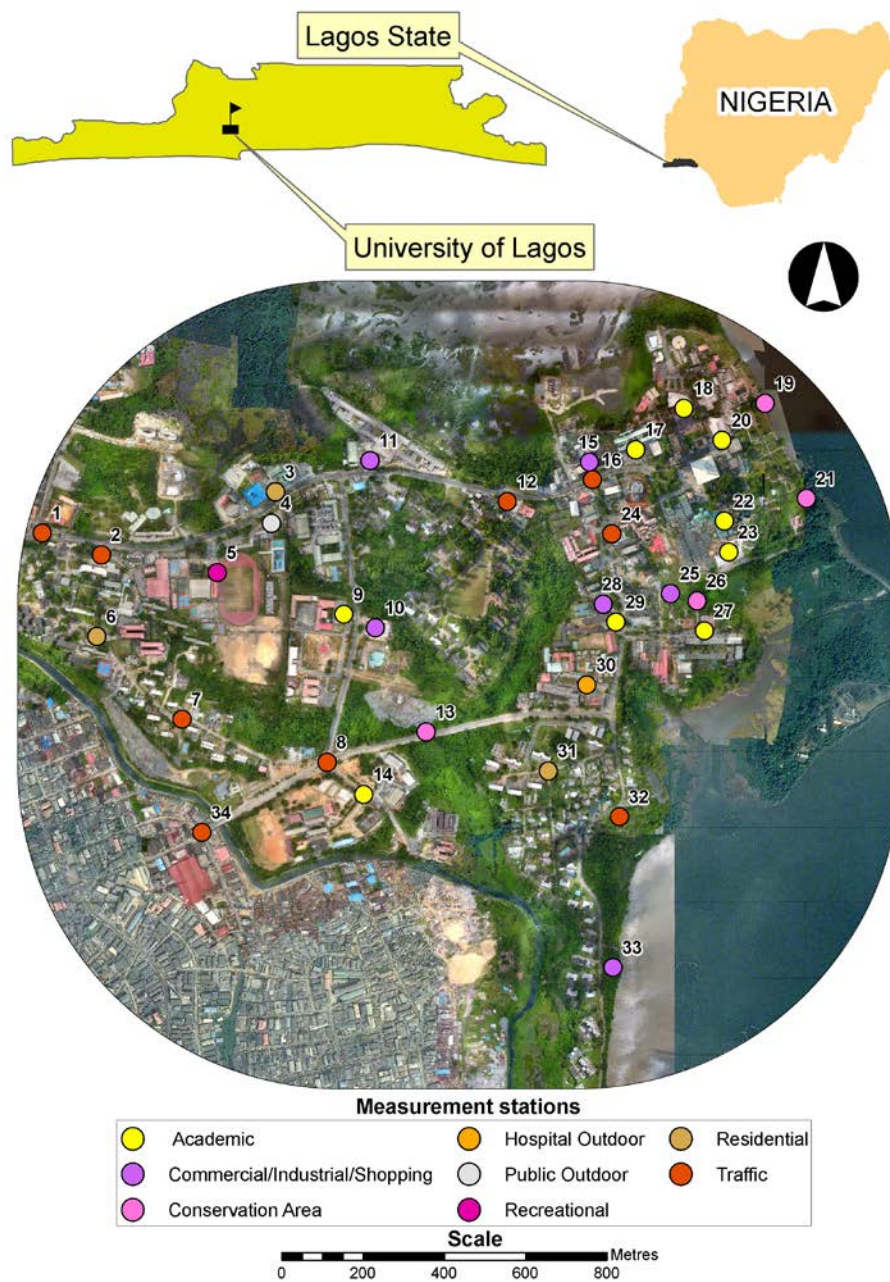 Lagos State
NIGERIA
University of Lagos
18
19
20
17
11
15
16
3
12
21
4
1
24
22
2
23
5
25
26
28
9
29
10
27
6
30
7
13
8
31
14
32
34
33
Measurement stations
Academic
Hospital Outdoor
Residential
Commercial/Industrial/Shopping
Public Outdoor
Traffic
Conservation Area
Recreational
Scale
Metres
0 200 400 600 800